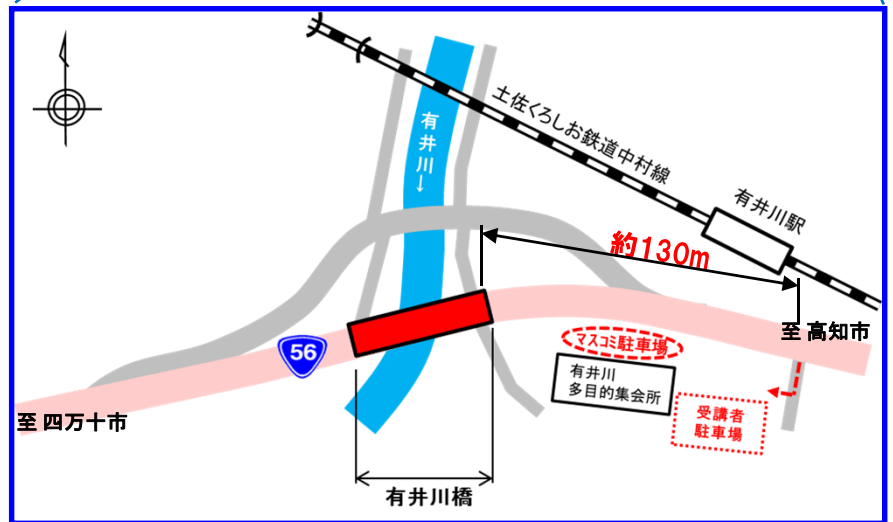 土佐くろしお鉄道中村線
有井川↓
有井川駅
約130m
至 高知市
56
マスコミ駐車場
有井川
多目的集会所
受講者
駐車場
至 四万十市
有井川橋